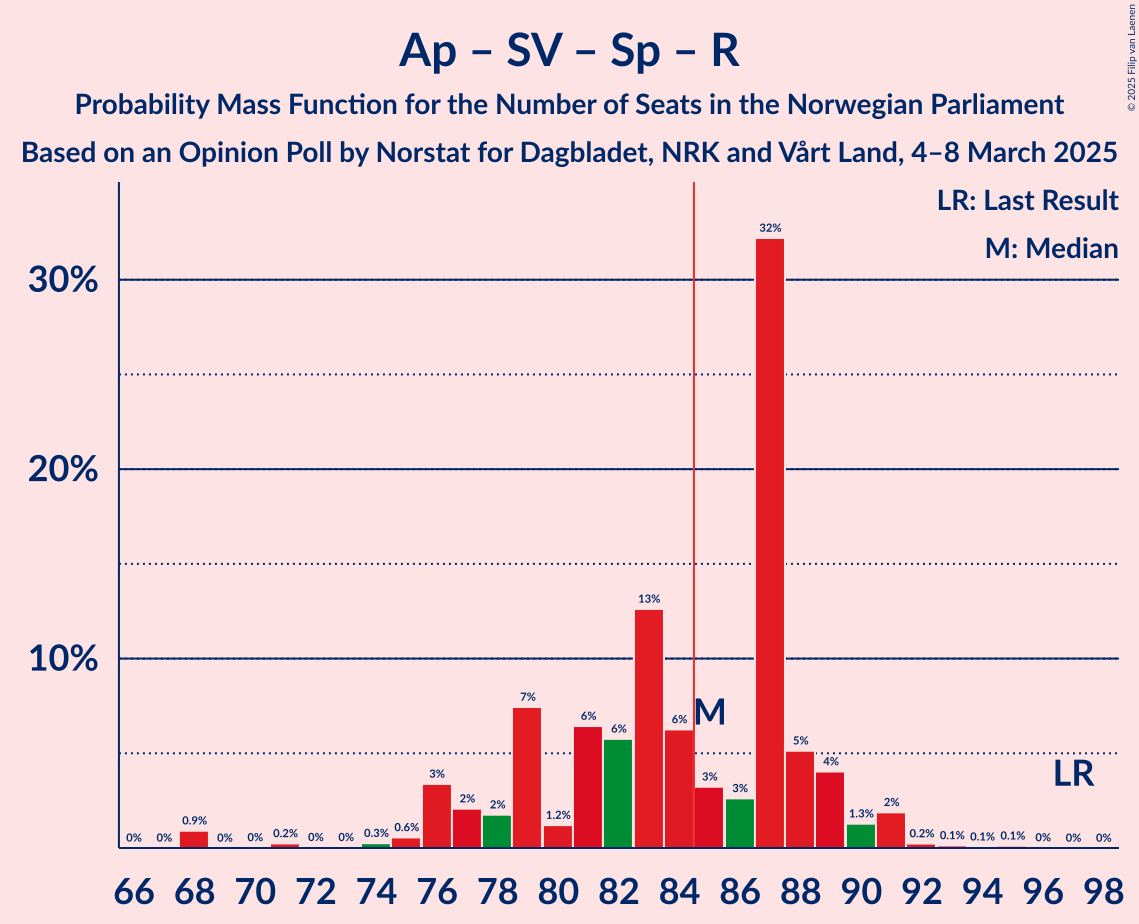 Ap – SV – Sp – R
Probability Mass Function for the Number of Seats in the Norwegian Parliament
Based on an Opinion Poll by Norstat for Dagbladet, NRK and Vårt Land, 4–8 March 2025
© 2025 Filip van Laenen
LR: Last Result
M: Median
30%
20%
10%
0% 0% 0.9% 0% 0% 0.2% 0% 0% 0.3% 0.6% 3% 2% 2% 7% 1.2% 6% 6% 13% 6% 3% 3% 32% 5% 4% 1.3% 2% 0.2% 0.1% 0.1% 0.1% 0% 0% 0%
M
LR
66 68 70 72 74 76 78 80 82 84 86 88 90 92 94 96 98